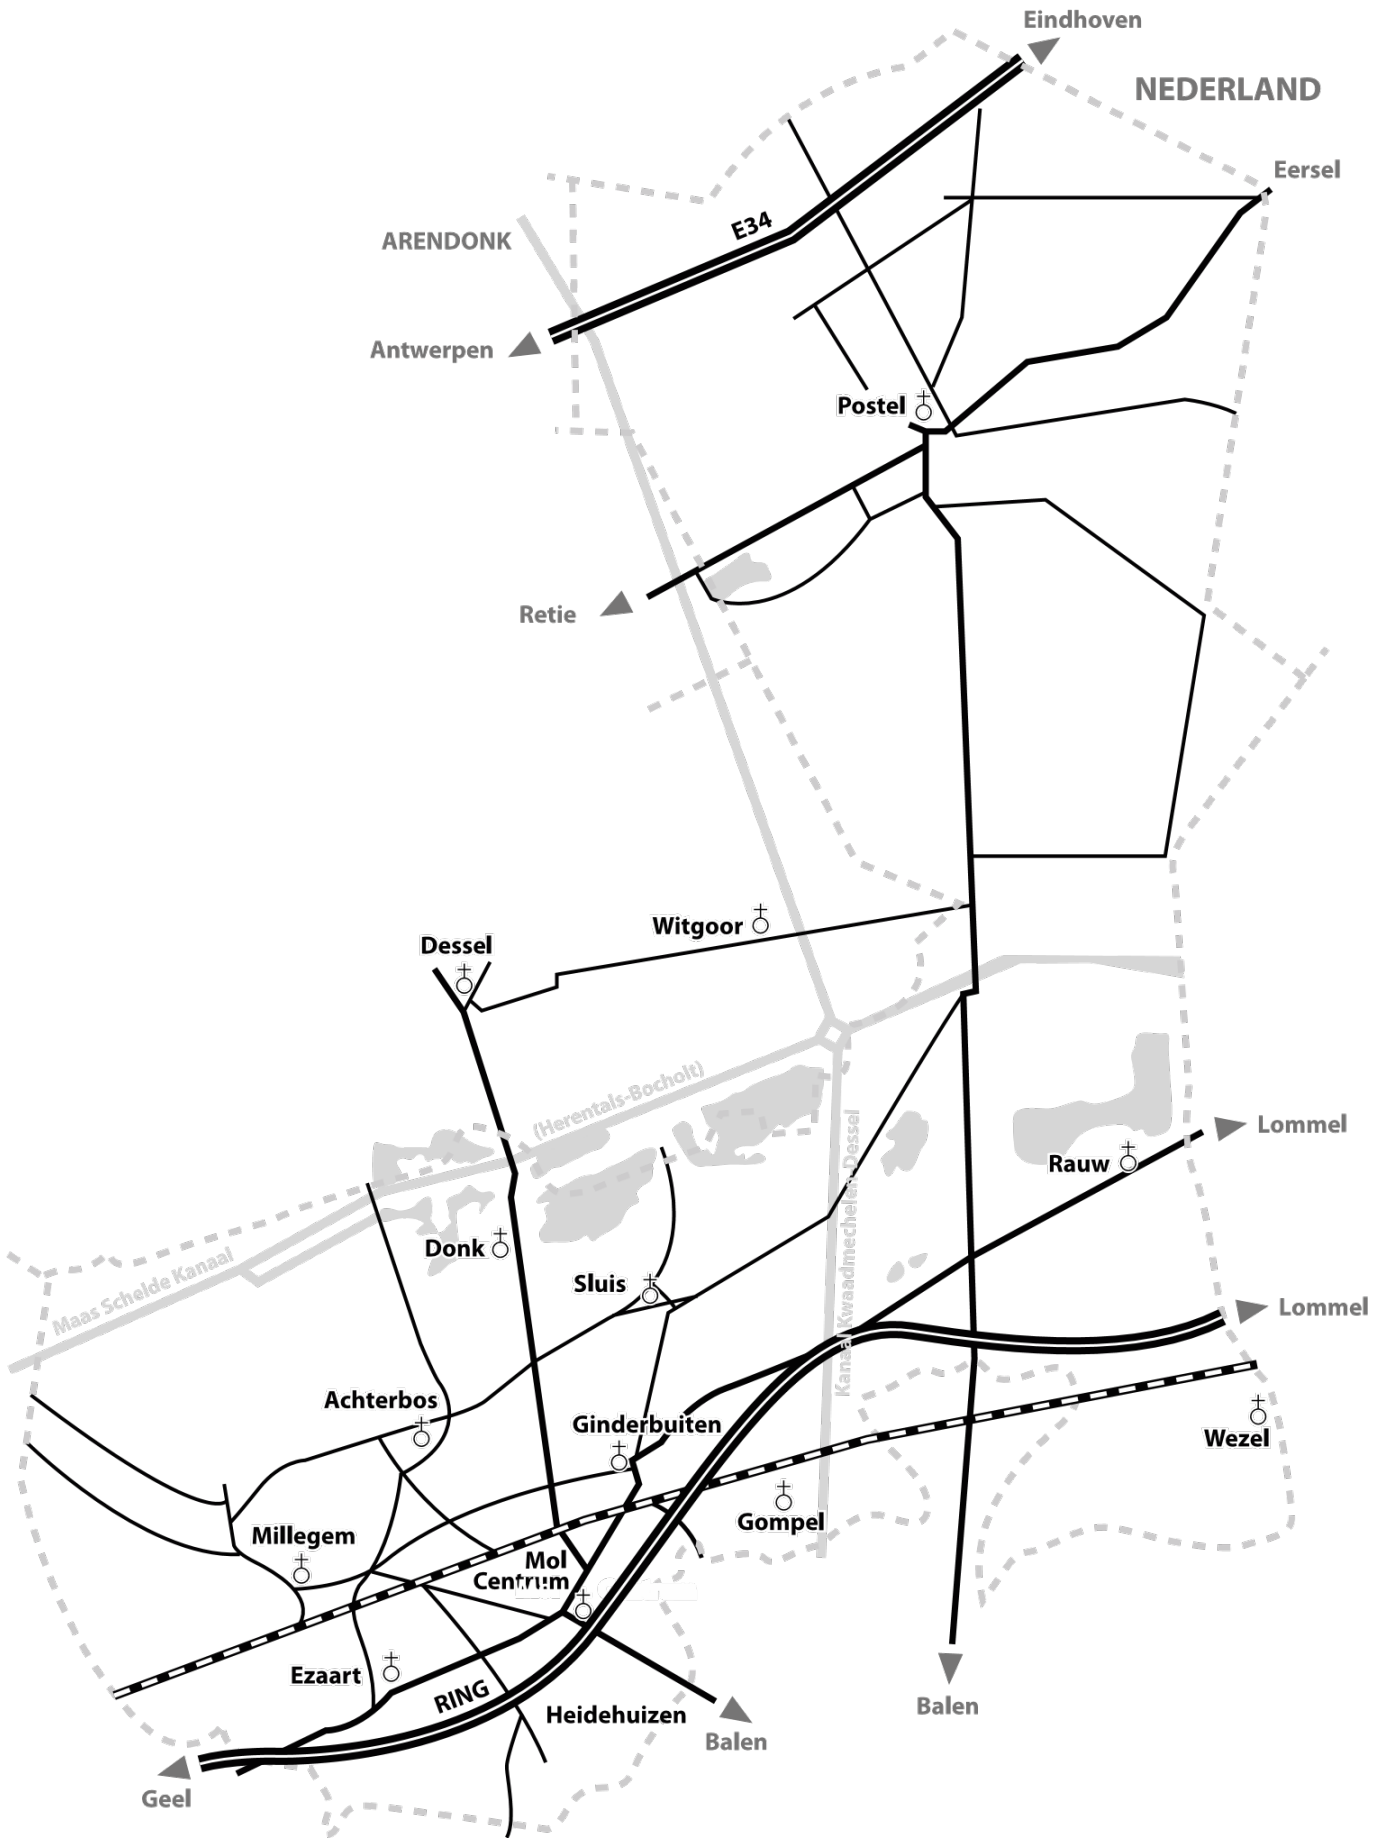 Eindhoven
NEDERLAND
Eersel
E34
ARENDONK
Antwerpen
Postel
Retie
Witgoor
Dessel
(Herentals-Bocholt)
Kanaal Kwaadmechelen-Dessel
Lommel
Rauw
Donk
Maas Schelde Kanaal
Sluis
Lommel
Achterbos
Ginderbuiten
Wezel
Gompel
Millegem
Mol
Centrum
Ezaart
RING
Heidehuizen
Balen
Balen
Geel